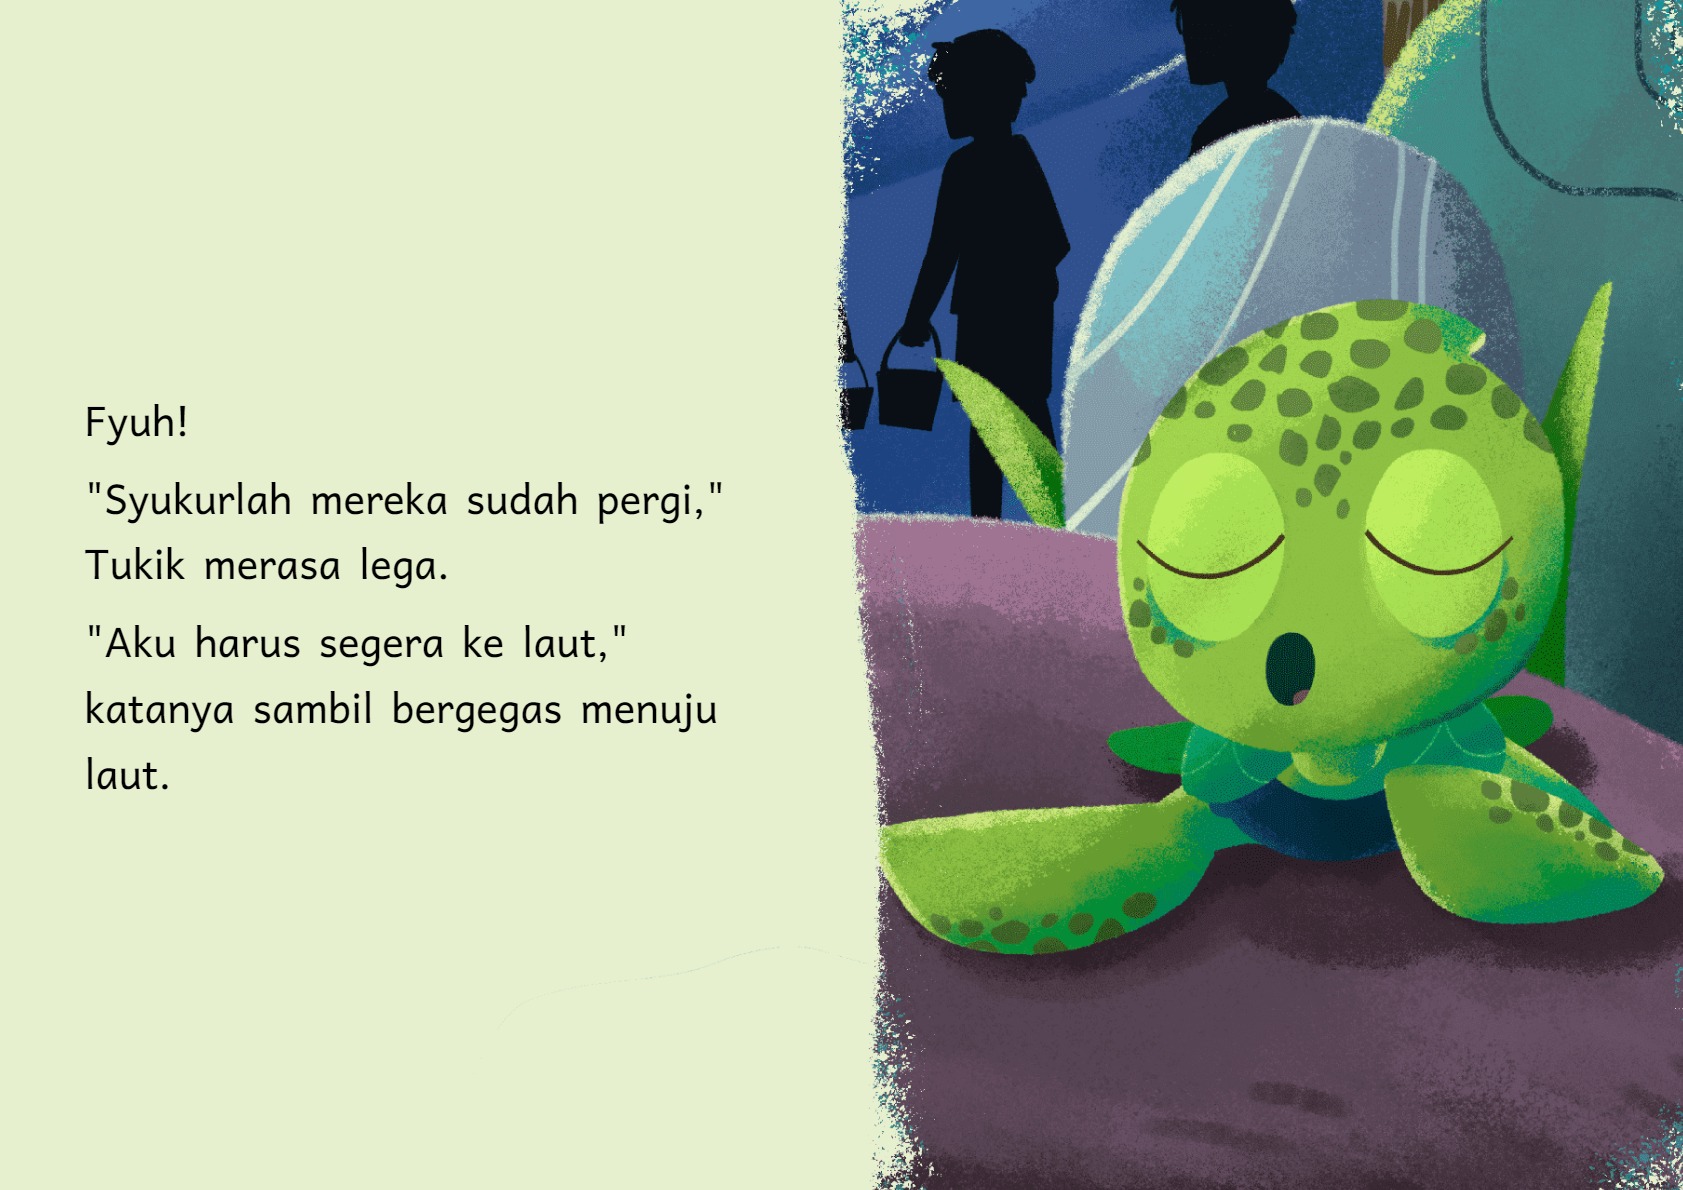 Fyuh!
"Syukurlah mereka sudah pergi,"
Tukik merasa lega.
"Aku harus segera ke laut,"
katanya sambil bergegas menuju
laut.